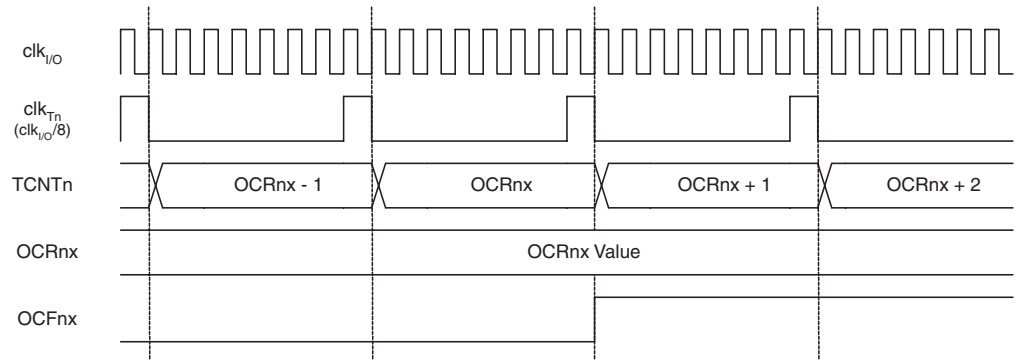 clkI/O
clkTn
(clkI/O/8)
TCNTn OCRnx - 1 OCRnx OCRnx + 1 OCRnx + 2
OCRnx OCRnx Value
OCFnx